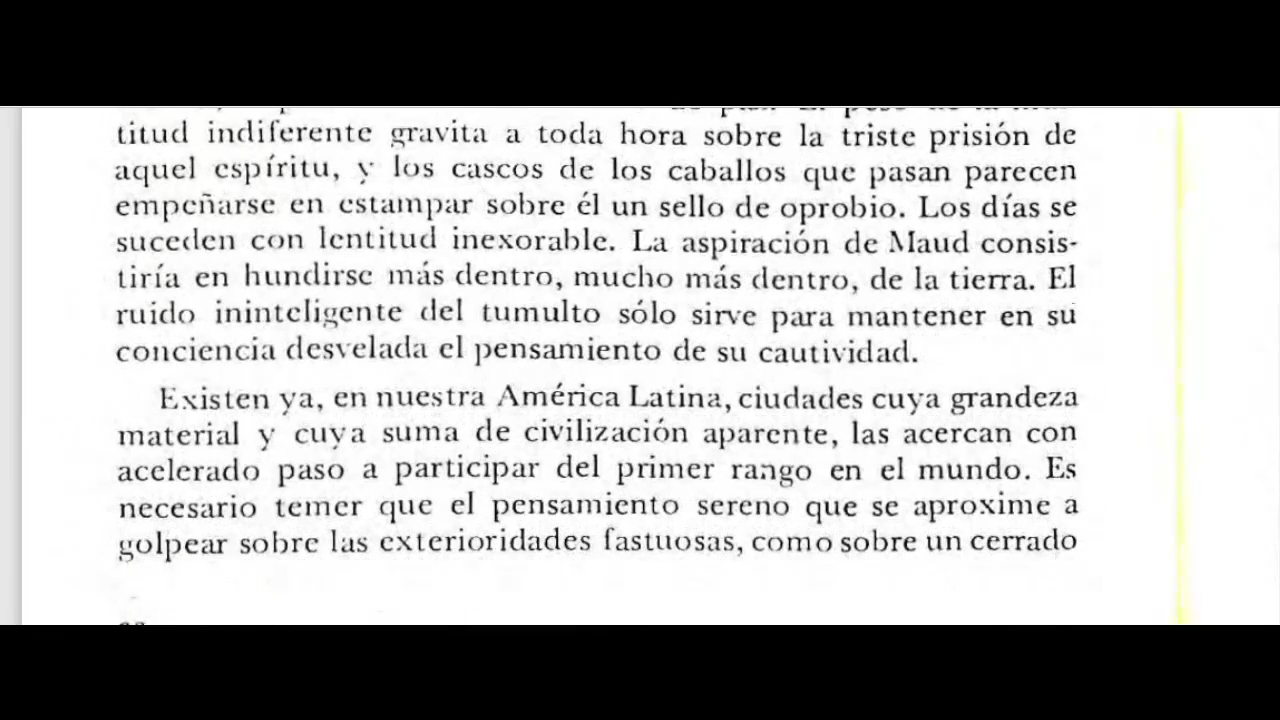 titud indiferente gravita a toda hora sobre la triste prisión de
aquel espíritu, y los cascos de los caballos que pasan parecen
empeñarse en estampar sobre él un sello de oprobio. Los días se
suceden con lentitud inexorable. La aspiración de Maud consis-
tiría en hundirse más dentro, mucho más dentro, de la tierra. El
ruido ininteligente del tumulto sólo sirve para mantener en su
conciencia desvelada el pensamiento de su cautividad.
Existen ya, en nuestra América Latina, ciudades cuya grandeza
material y cuya suma de civilización aparente, las acercan con
acelerado paso a participar del primer rango en el mundo. Es
necesario temer que el pensamiento sereno que se aproxime a
golpear sobre las exterioridades fastuosas, como sobre un cerrado